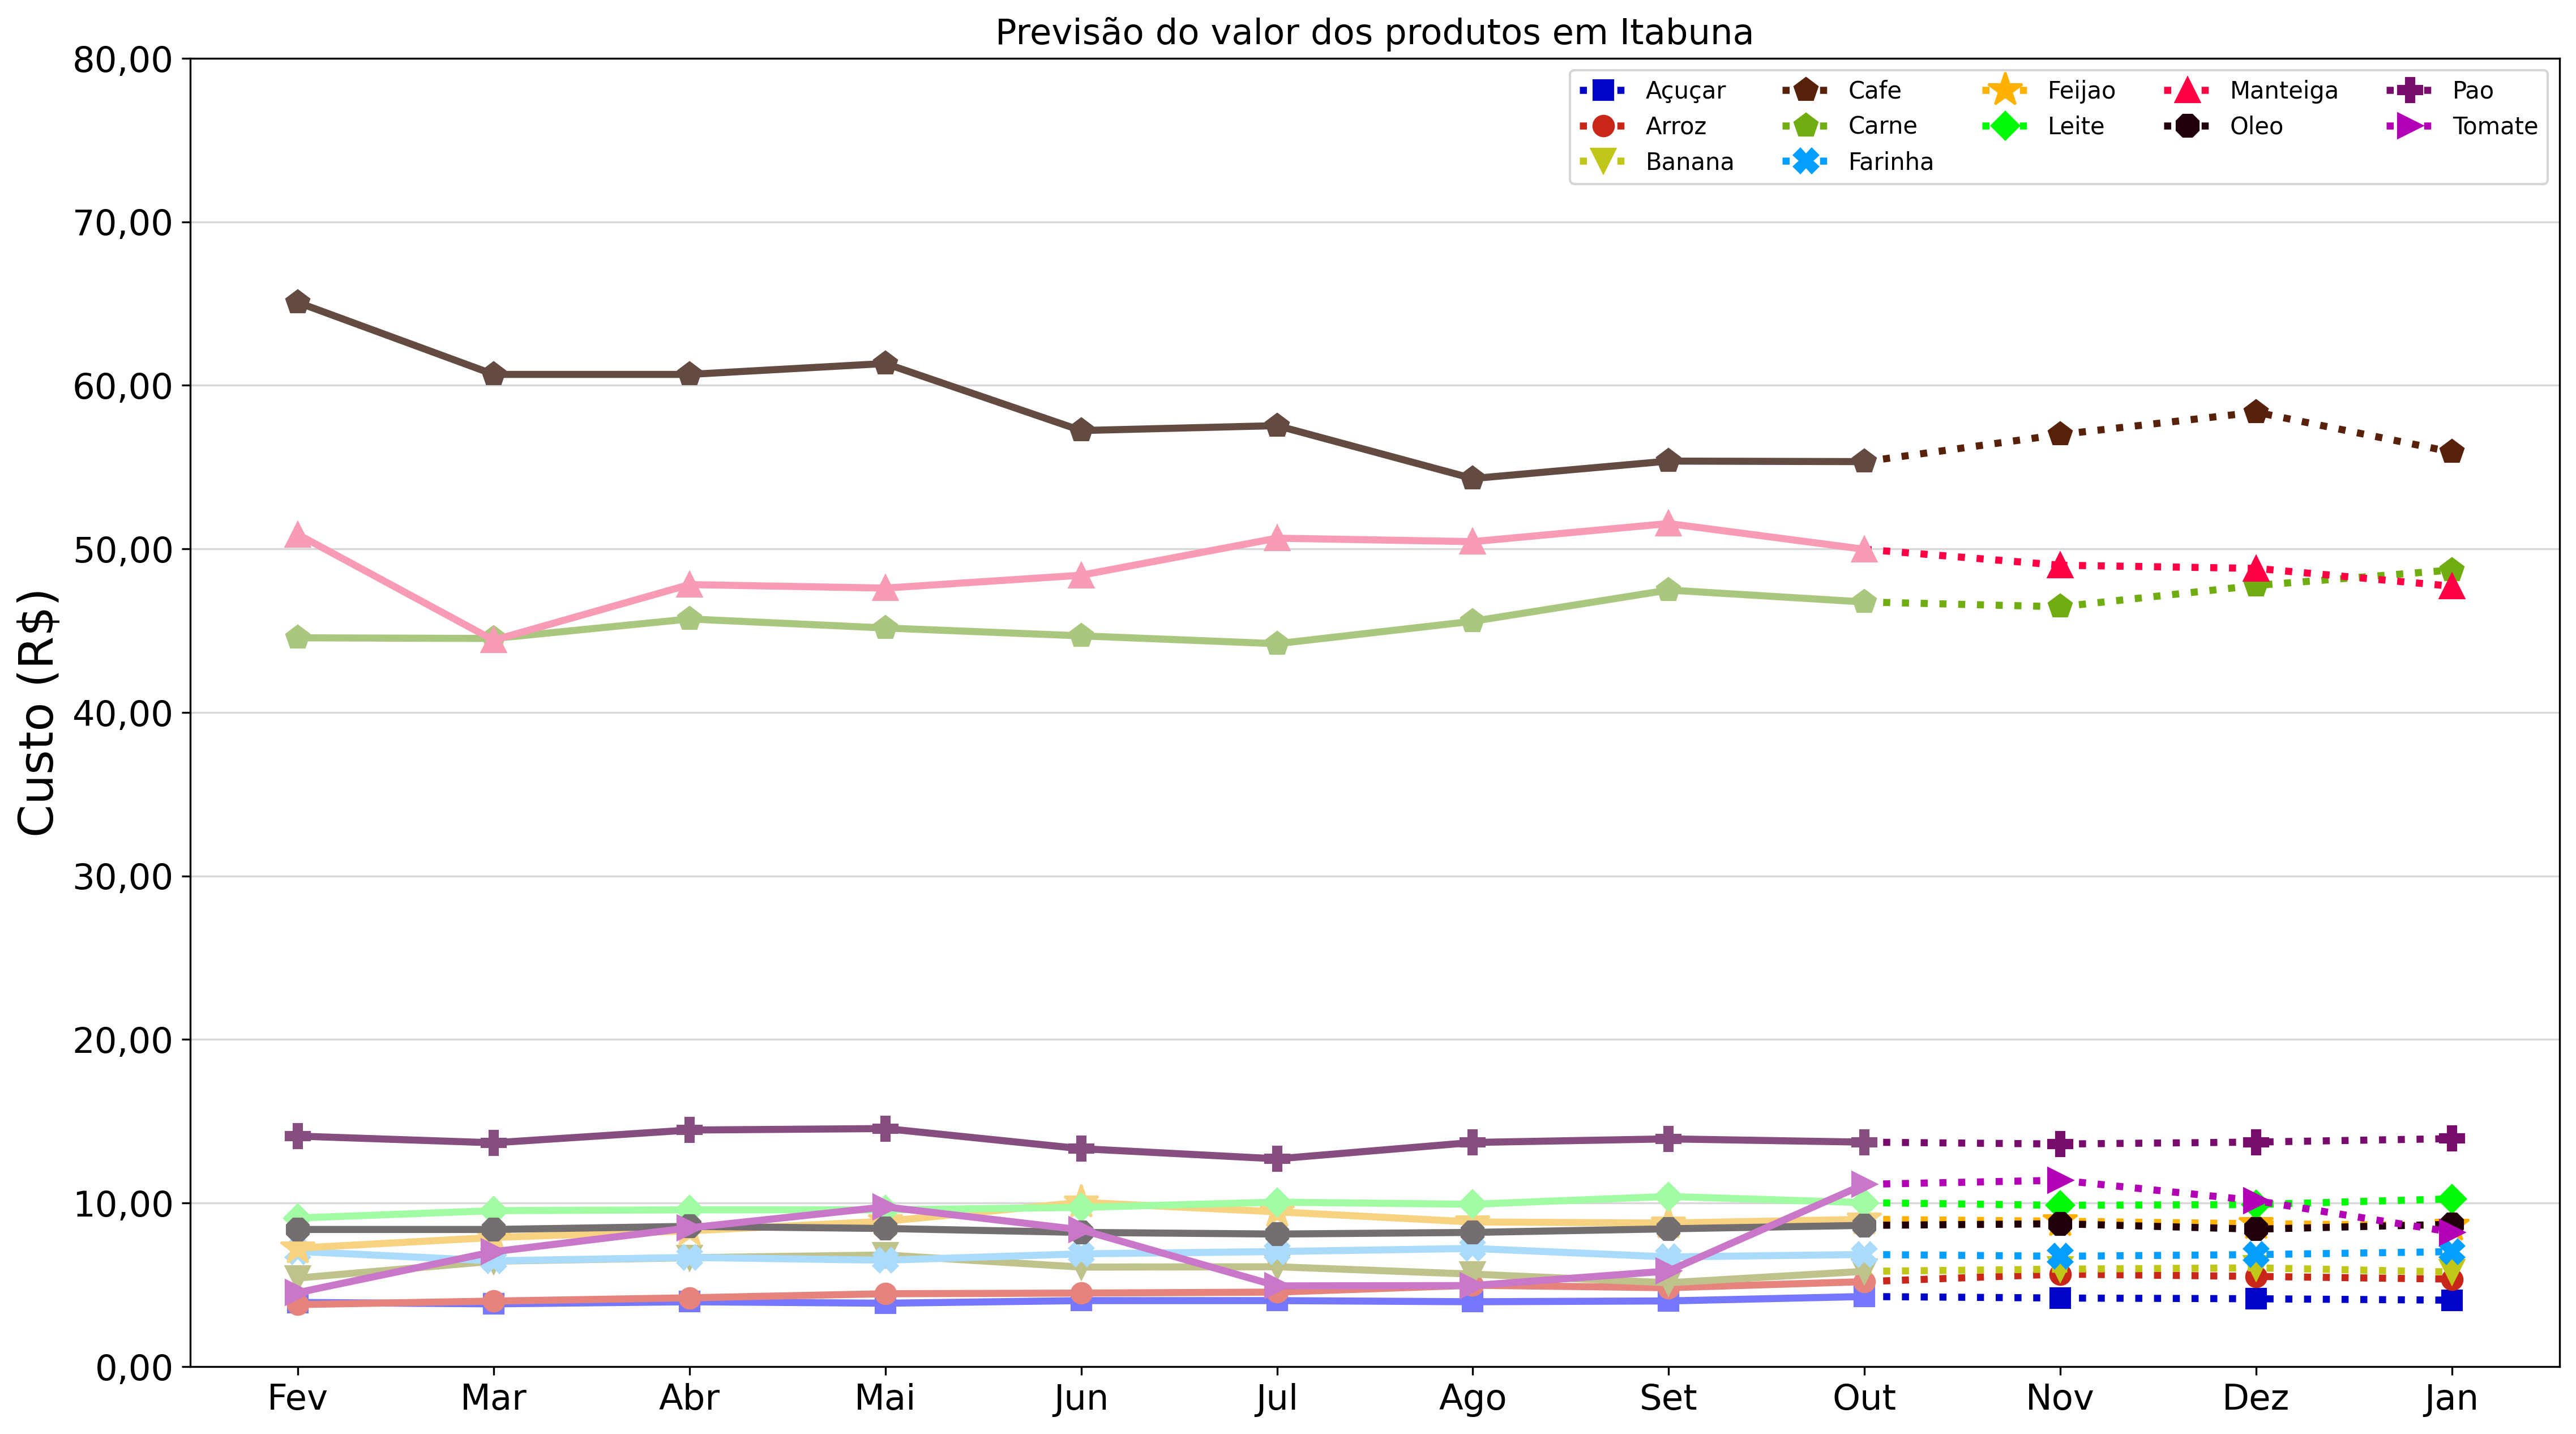 Previsão do valor dos produtos em Itabuna
80,00
70,00
60,00
50,00
40,00
30,00
20,00
10,00
0,00
Custo (R$)
Açuçar
Arroz
Banana
Cafe
Carne
Farinha
Feijao
Leite
Manteiga
Oleo
Pao
Tomate
Fev Mar Abr Mai Jun Jul Ago Set Out Nov Dez Jan